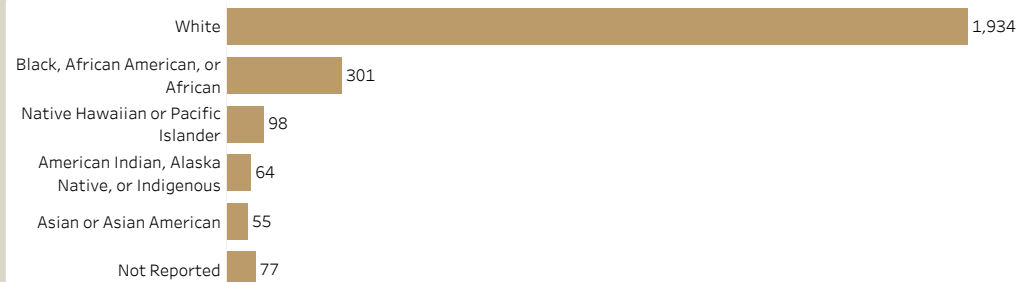 White
1,934
Black, African American, or
African
301
Native Hawaiian or Pacific
Islander
98
American Indian, Alaska
Native, or Indigenous
64
Asian or Asian American
55
Not Reported
77